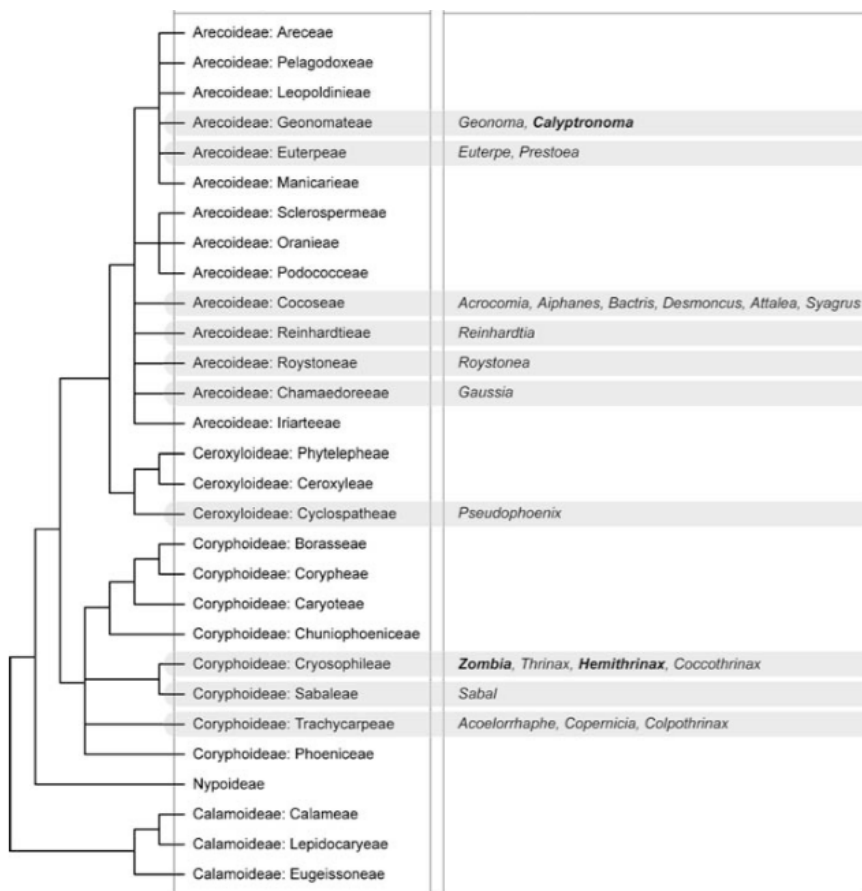 Arecoideae: Areceae
Arecoideae: Pelagodoxeae
Arecoideae: Leopoldinieae
Arecoideae: Geonomateae Geonoma, Calyptronoma
Arecoideae: Euterpeae Euterpe, Prestoea
Arecoideae: Manicarieae
Arecoideae: Sclerospermeae
Arecoideae: Oranieae
Arecoideae: Podococceae
Arecoideae: Cocoseae Acrocomia, Aiphanes, Bactris, Desmoncus, Attalea, Syagrus
Arecoideae: Reinhardtieae Reinhardtia
Arecoideae: Roystoneae Roystonea
Arecoideae: Chamaedoreeae Gaussia
Arecoideae: Iriarteeae
Ceroxyloideae: Phytelepheae
Ceroxyloideae: Ceroxyleae
Ceroxyloideae: Cyclospatheae Pseudophoenix
Coryphoideae: Borasseae
Coryphoideae: Corypheae
Coryphoideae: Caryoteae
Coryphoideae: Chuniophoeniceae
Coryphoideae: Cryosophileae Zombia, Thrinax, Hemithrinax, Coccothrinax
Coryphoideae: Sabaleae Sabal
Coryphoideae: Trachycarpeae Acoelorrhaphe, Copernicia, Colpothrinax
Coryphoideae: Phoeniceae
Nypoideae
Calamoideae: Calameae
Calamoideae: Lepidocaryeae
Calamoideae: Eugeissoneae